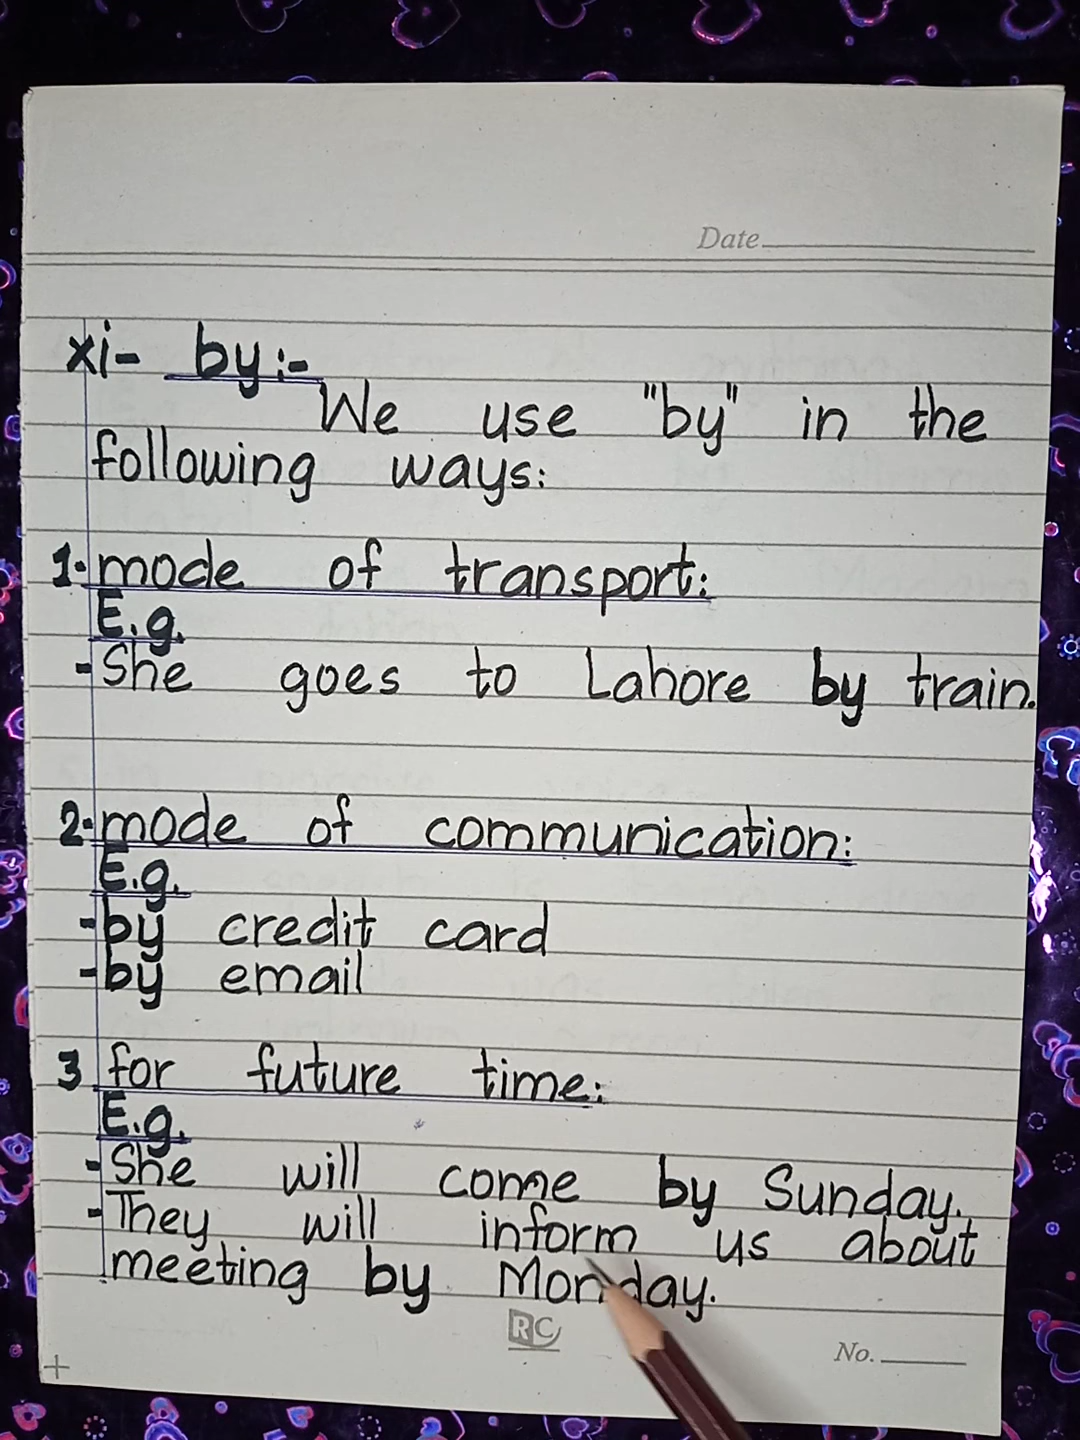 Date
xi- by:-
We use "by" in the
following ways:
1. mode of transport:
E.g.
-She goes to Lahore by train.
2. mode of communication:
E.g.
-by credit card
-by email
3 for future time:
E.g.
-She will come by Sunday.
-They will inform us about
meeting by Monday.
RC
No.